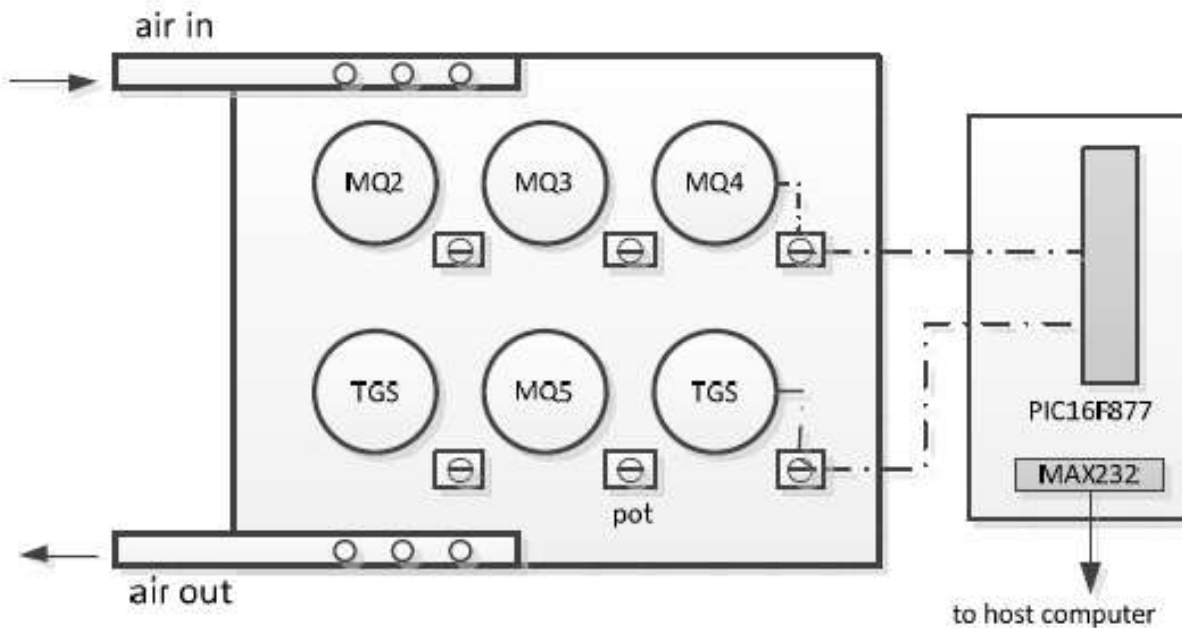 air in
MQ2
MQ3
MQ4
TGS
MQ5
TGS
pot
air out
PIC16F877
MAX232
to host computer